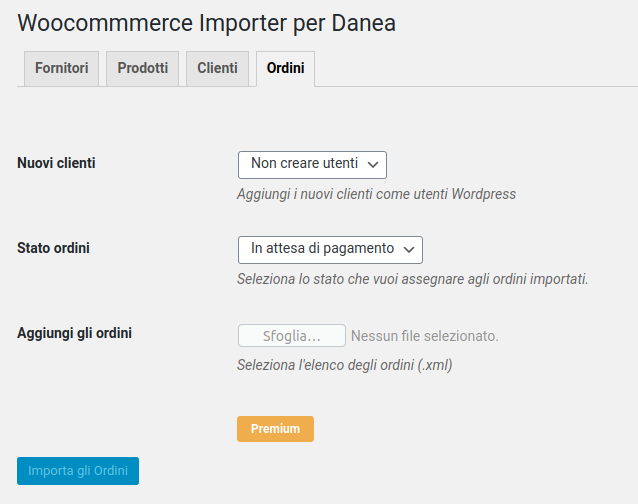 Woocommmerce Importer per Danea
Fornitori Prodotti Clienti Ordini
Nuovi clienti Non creare utenti
Aggiungi i nuovi clienti come utenti Wordpress
Stato ordini In attesa di pagamento
Seleziona lo stato che vuoi assegnare agli ordini importati.
Aggiungi gli ordini Sfoglia... Nessun file selezionato.
Seleziona l'elenco degli ordini (.xml)
Premium
Importa gli Ordini